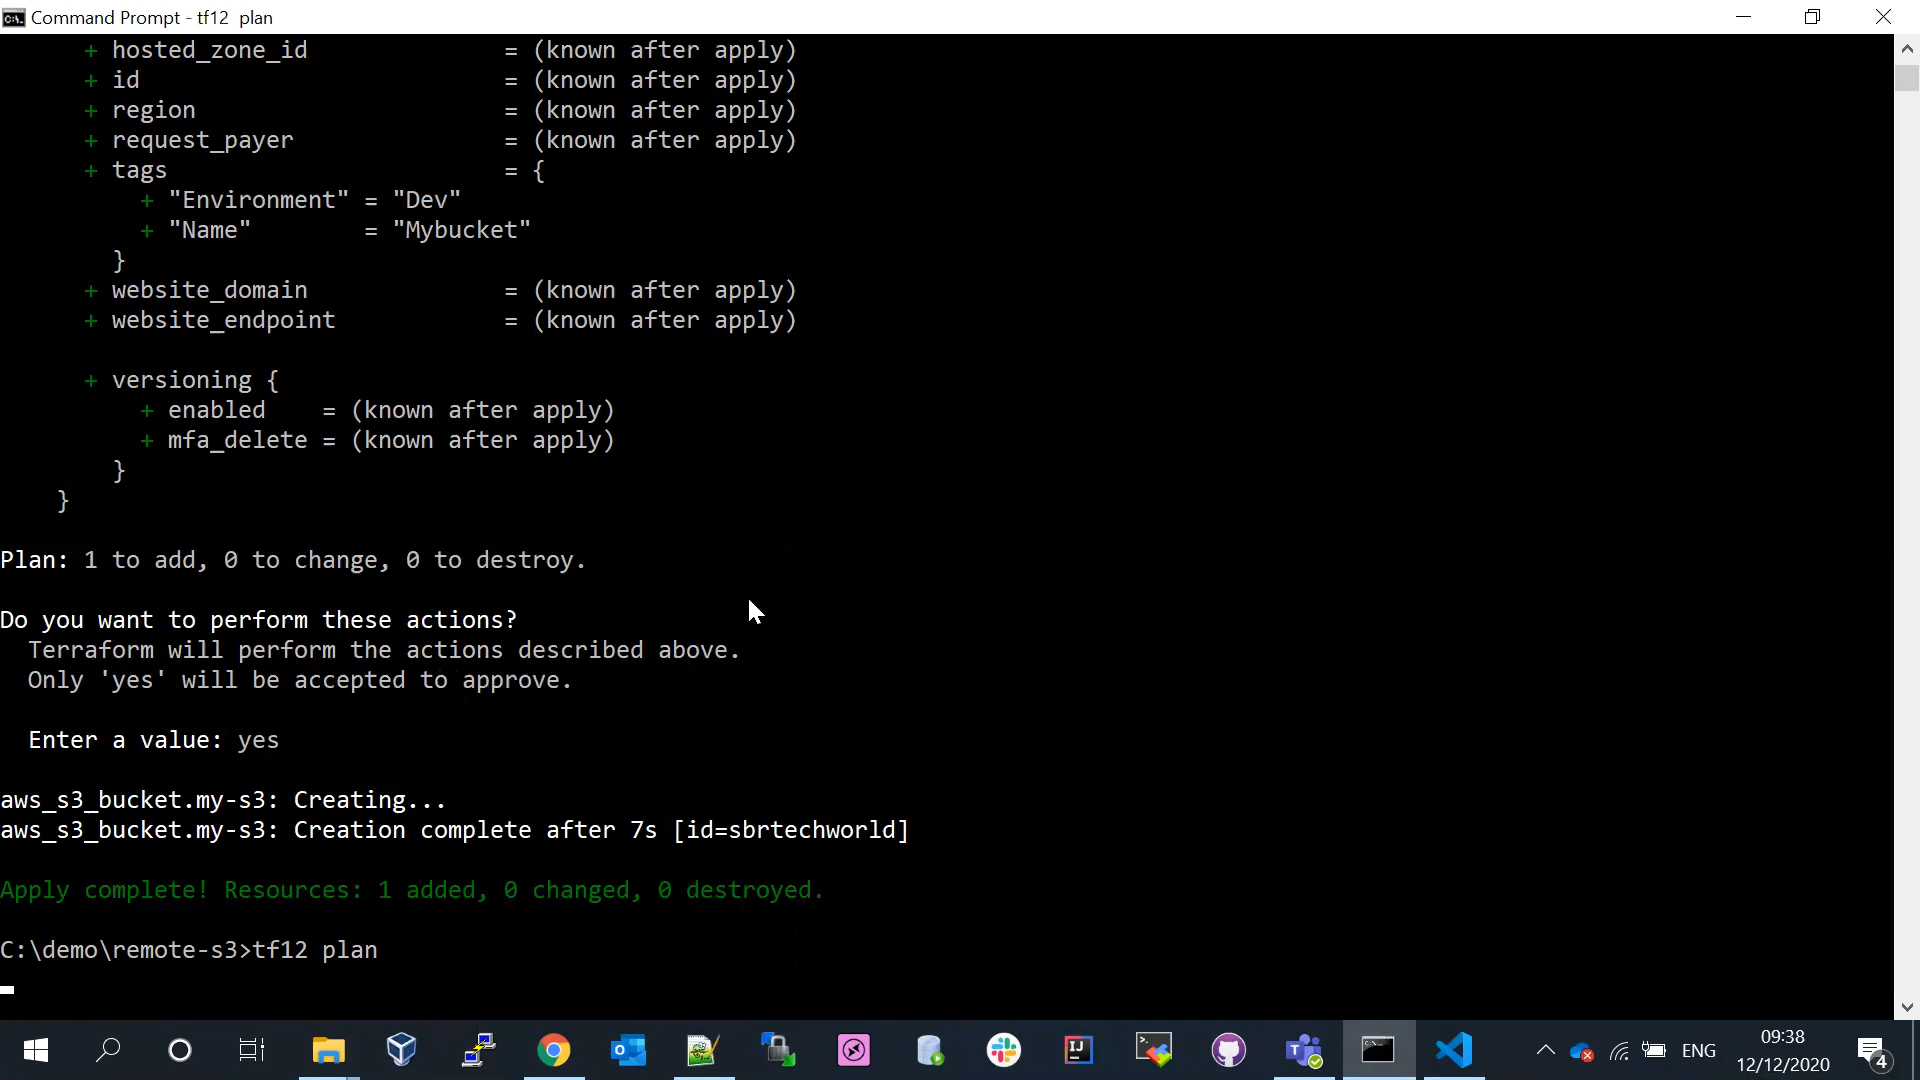 Command Prompt - tf12  plan
+ hosted_zone_id = (known after apply)
+ id = (known after apply)
+ region = (known after apply)
+ request_payer = (known after apply)
+ tags = {
+ "Environment" = "Dev"
+ "Name" = "Mybucket"
}
+ website_domain = (known after apply)
+ website_endpoint = (known after apply)
+ versioning {
+ enabled = (known after apply)
+ mfa_delete = (known after apply)
}
}
Plan: 1 to add, 0 to change, 0 to destroy.
Do you want to perform these actions?
Terraform will perform the actions described above.
Only 'yes' will be accepted to approve.
Enter a value: yes
aws_s3_bucket.my-s3: Creating...
aws_s3_bucket.my-s3: Creation complete after 7s [id=sbrtechworld]
Apply complete! Resources: 1 added, 0 changed, 0 destroyed.
C:\demo\remote-s3>tf12 plan
ENG
09:38
12/12/2020
4